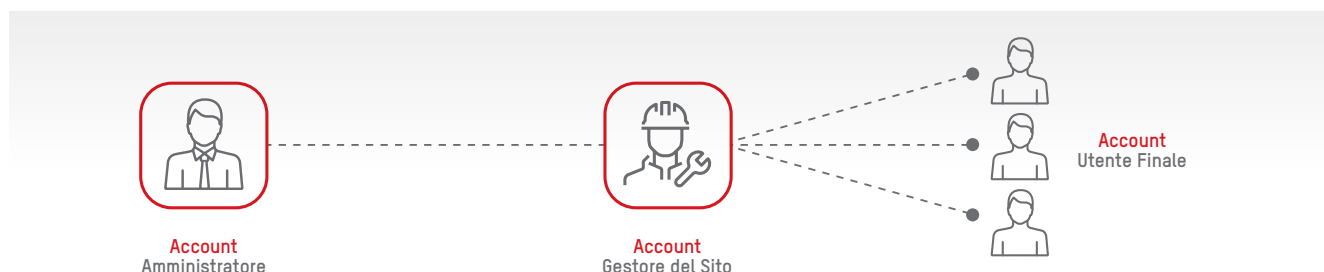 Account
Amministratore
Account
Gestore del Sito
Account
Utente Finale